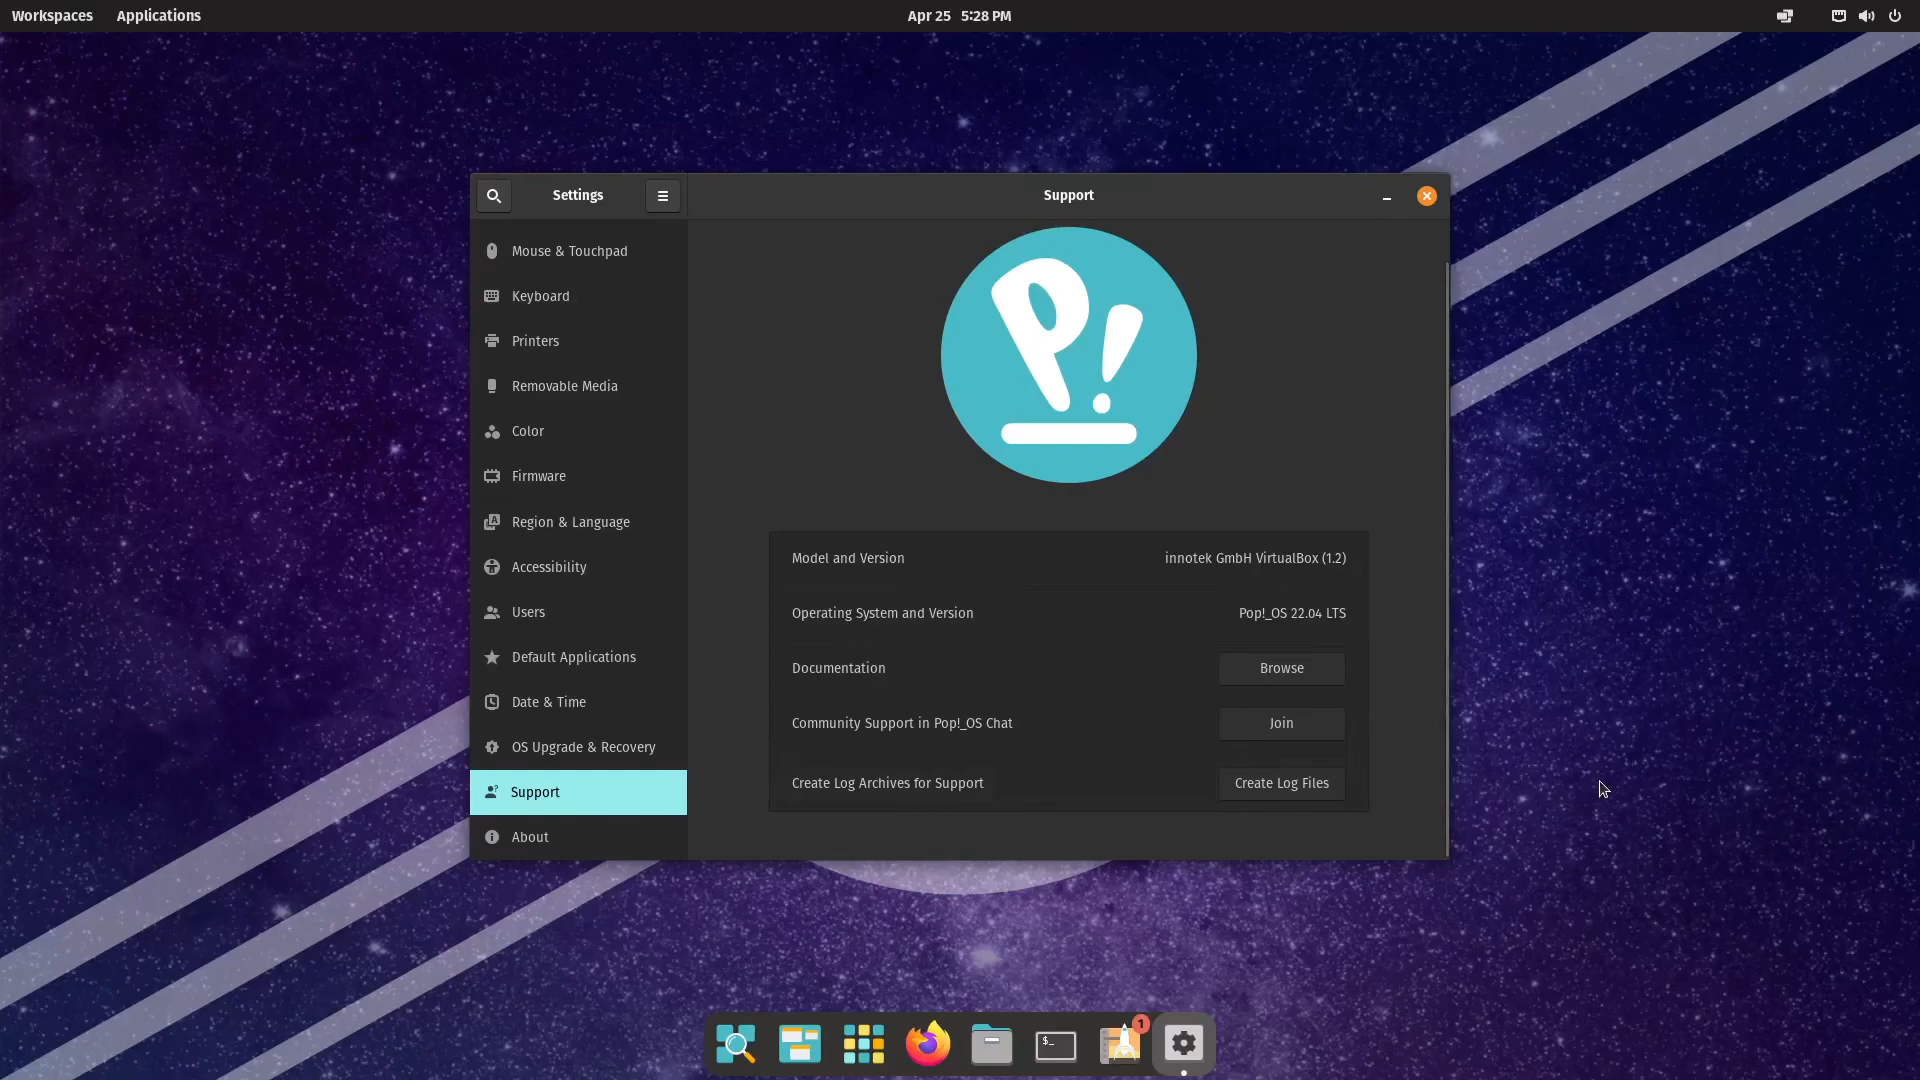 Workspaces Applications Apr 25 5:28 PM
Settings Support
Mouse & Touchpad
Keyboard
Printers
Removable Media
Color
Firmware
Region & Language
Accessibility
Users
Default Applications
Date & Time
OS Upgrade & Recovery
Support
About
P!
Model and Version innotek GmbH VirtualBox (1.2)
Operating System and Version Pop!_OS 22.04 LTS
Documentation Browse
Community Support in Pop!_OS Chat Join
Create Log Archives for Support Create Log Files
$_
1